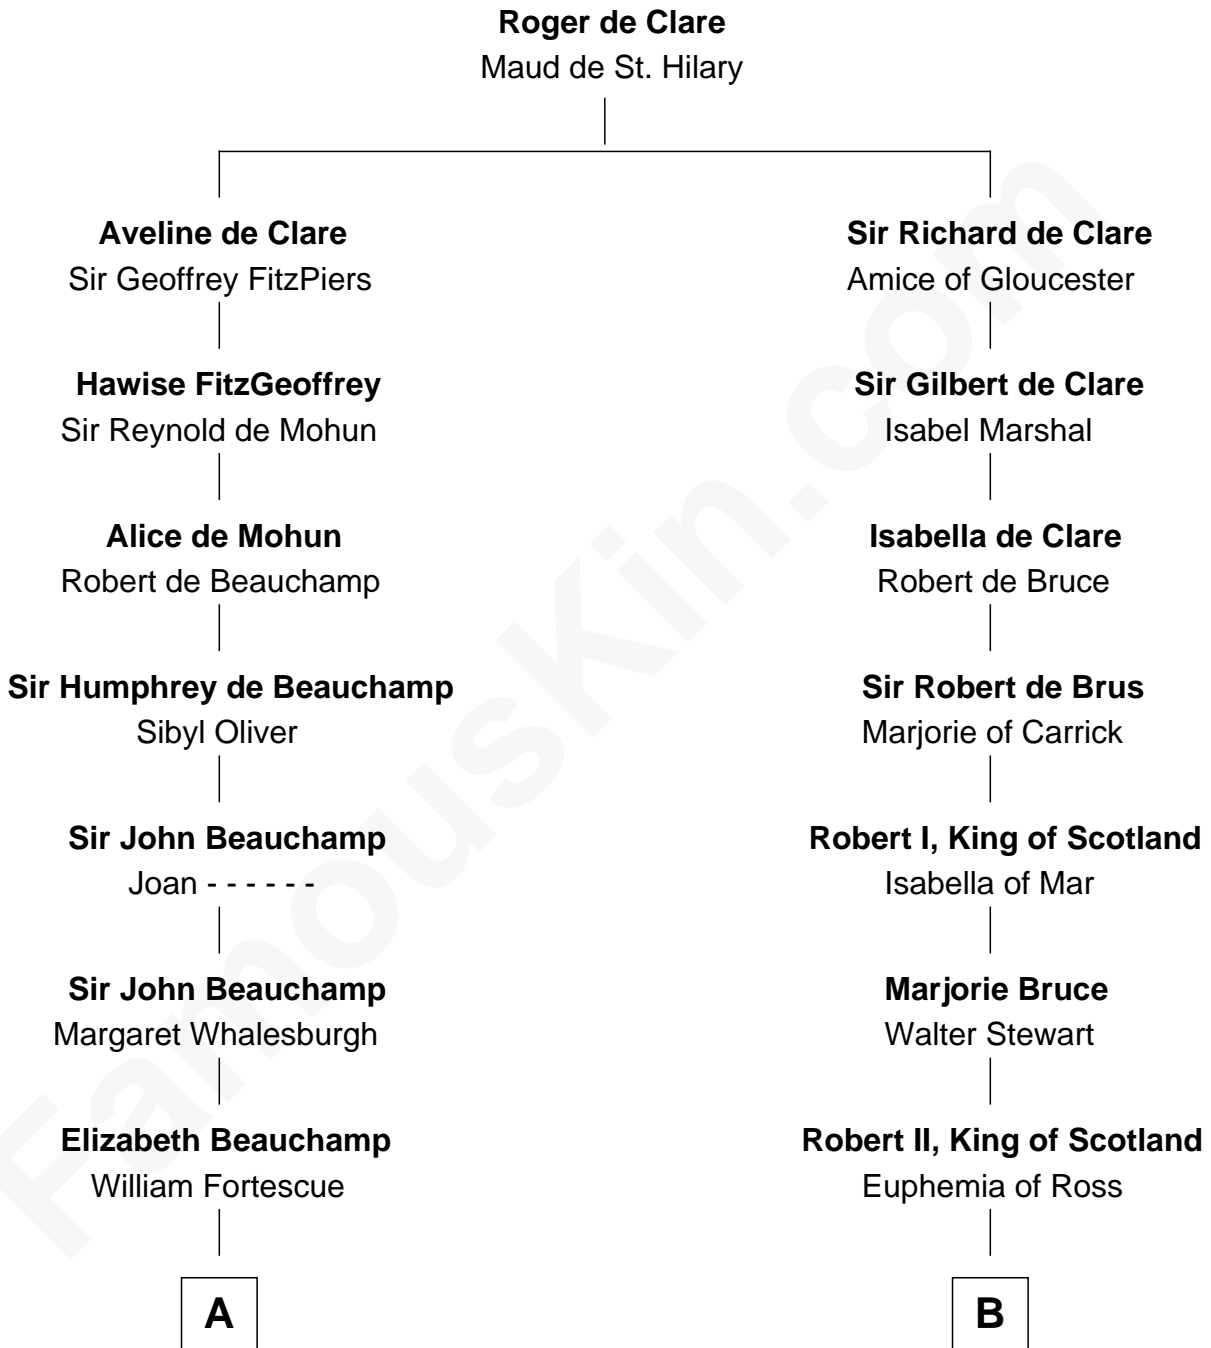 Roger de Clare
Maud de St. Hilary
Aveline de Clare
Sir Geoffrey FitzPiers
Hawise FitzGeoffrey
Sir Reynold de Mohun
Alice de Mohun
Robert de Beauchamp
Sir Humphrey de Beauchamp
Sibyl Oliver
Sir John Beauchamp
Joan - - - - - -
Sir John Beauchamp
Margaret Whalesburgh
Elizabeth Beauchamp
William Fortescue
A
Sir Richard de Clare
Amice of Gloucester
Sir Gilbert de Clare
Isabel Marshal
Isabella de Clare
Robert de Bruce
Sir Robert de Brus
Marjorie of Carrick
Robert I, King of Scotland
Isabella of Mar
Marjorie Bruce
Walter Stewart
Robert II, King of Scotland
Euphemia of Ross
B
FamousKin.com